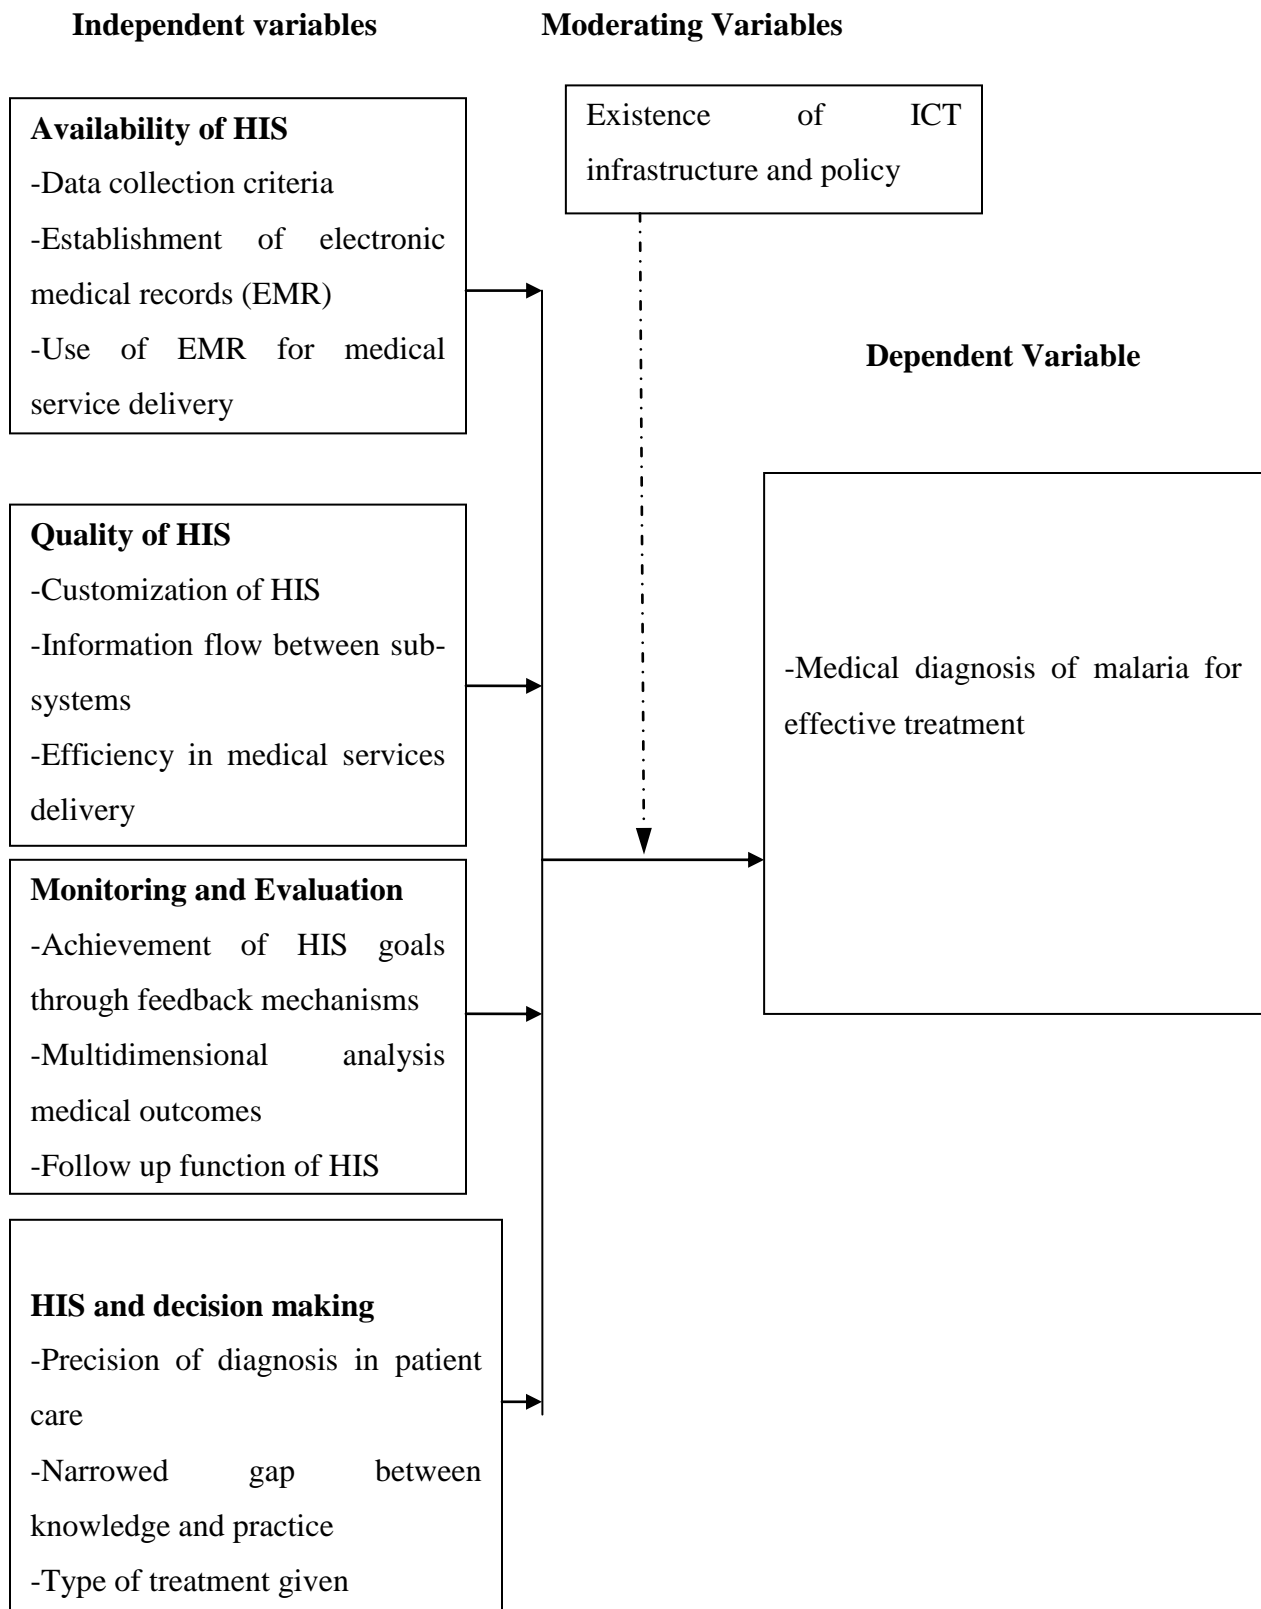 Independent variables
Moderating Variables
Availability of HIS
-Data collection criteria
-Establishment of electronic
medical records (EMR)
-Use of EMR for medical
service delivery
Existence of ICT
infrastructure and policy
Dependent Variable
Quality of HIS
-Customization of HIS
-Information flow between sub-
systems
-Efficiency in medical services
delivery
-Medical diagnosis of malaria for
effective treatment
Monitoring and Evaluation
-Achievement of HIS goals
through feedback mechanisms
-Multidimensional analysis
medical outcomes
-Follow up function of HIS
HIS and decision making
-Precision of diagnosis in patient
care
-Narrowed gap between
knowledge and practice
-Type of treatment given